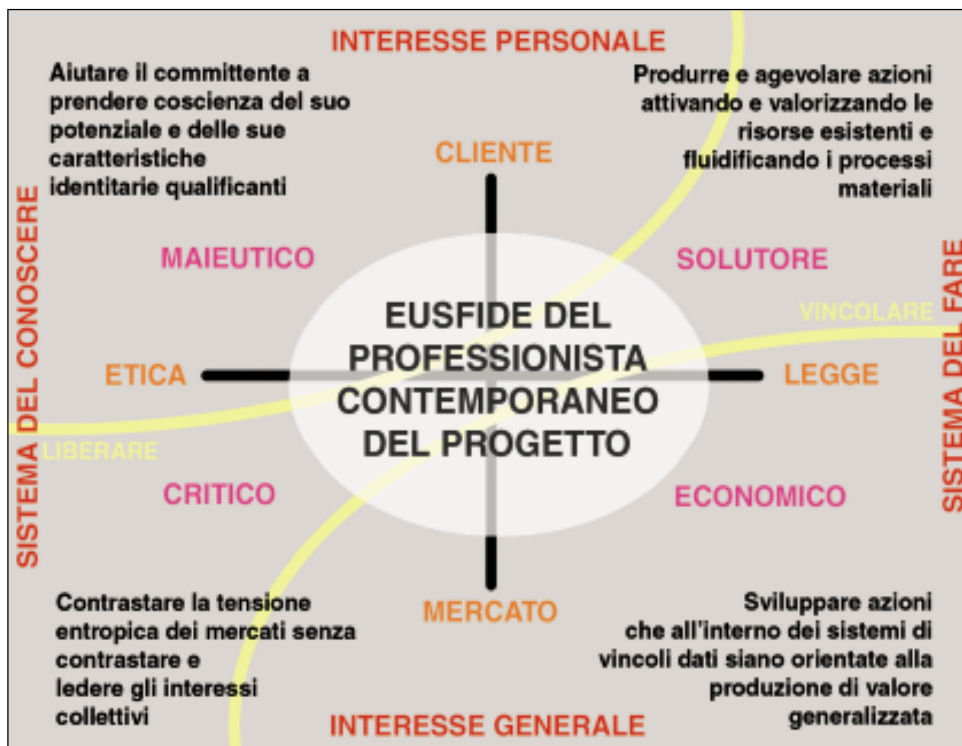 INTERESSE PERSONALE
Aiutare il committente a
prendere coscienza del suo
potenziale e delle sue
caratteristiche
identitarie qualificanti
Produrre e agevolare azioni
attivando e valorizzando le
risorse esistenti e
fluidificando i processi
materiali
CLIENTE
SISTEMA DEL CONOSCERE
MAIEUTICO
SOLUTORE
SISTEMA DEL FARE
VINCOLARE
EUSFIDE DEL
PROFESSIONISTA
CONTEMPORANEO
DEL PROGETTO
ETICA
LEGGE
LIBERARE
CRITICO
ECONOMICO
MERCATO
Contrastare la tensione
entropica dei mercati senza
contrastare e
ledere gli interessi
collettivi
Sviluppare azioni
che all'interno dei sistemi di
vincoli dati siano orientate alla
produzione di valore
generalizzata
INTERESSE GENERALE